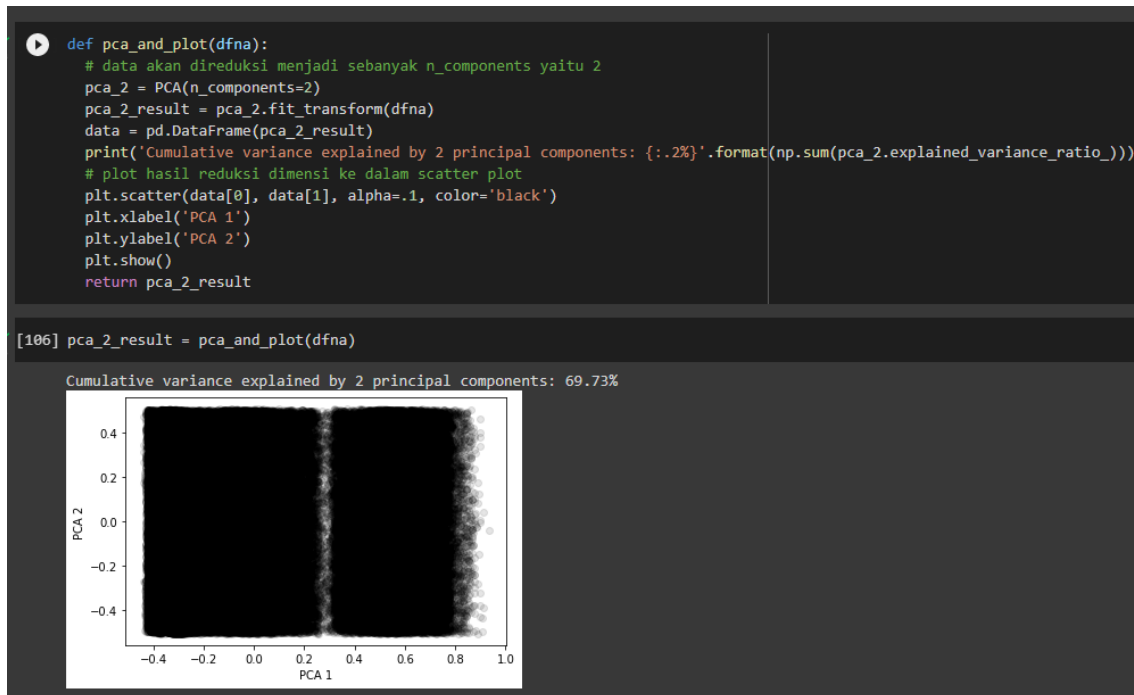 def pca_and_plot(dfna):
# data akan direduksi menjadi sebanyak n_components yaitu 2
pca_2 = PCA(n_components=2)
pca_2_result = pca_2.fit_transform(dfna)
data = pd.DataFrame(pca_2_result)
print('Cumulative variance explained by 2 principal components: {:.2%}'.format(np.sum(pca_2.explained_variance_ratio_)))
# plot hasil reduksi dimensi ke dalam scatter plot
plt.scatter(data[0], data[1], alpha=.1, color='black')
plt.xlabel('PCA 1')
plt.ylabel('PCA 2')
plt.show()
return pca_2_result
[106] pca_2_result = pca_and_plot(dfna)
Cumulative variance explained by 2 principal components: 69.73%
0.4
0.2
0.0
−0.2
−0.4
PCA 2
−0.4 −0.2 0.0 0.2 0.4 0.6 0.8 1.0
PCA 1